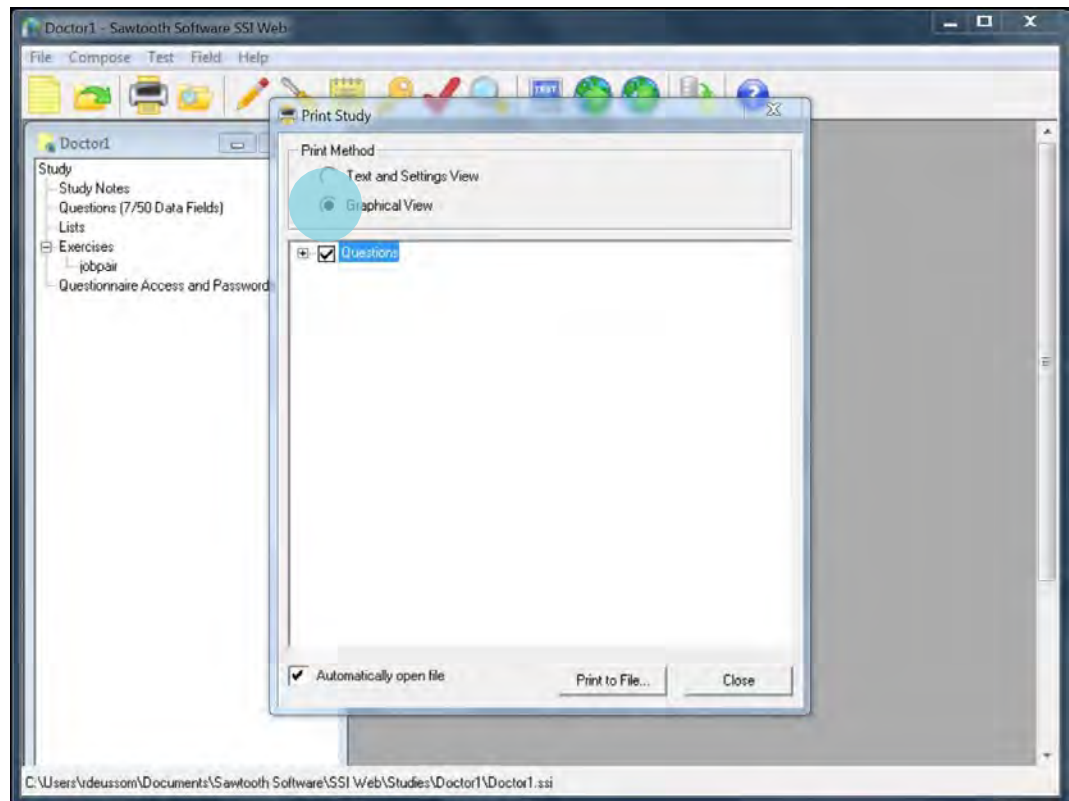 Doctor1 - Sawtooth Software SSI Web
File Compose Test Field Help
TEST
Print Study
Doctor1
Study
Study Notes
Questions (7/50 Data Fields)
Lists
Exercises
jobpair
Questionnaire Access and Password
Print Method
Text and Settings View
Graphical View
Questions
Automatically open file
Print to File...
Close
C:\Users\rdeussom\Documents\Sawtooth Software\SSI Web\Studies\Doctor1\Doctor1.ssi